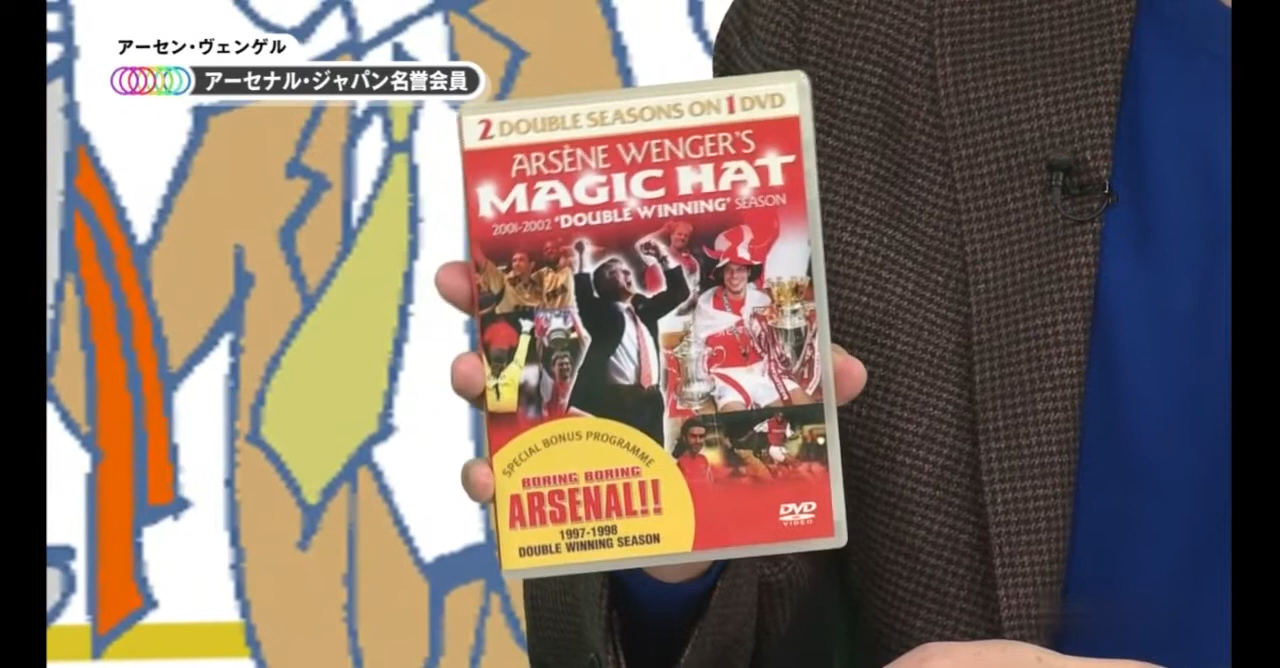 アーセン・ヴェンゲル
アーセナル・ジャパン名誉会員
2 DOUBLE SEASONS ON 1 DVD
ARSÈNE WENGER'S
MAGIC HAT
2001-2002 'DOUBLE WINNING' SEASON
SPECIAL BONUS PROGRAMME
BORING BORING
ARSENAL!!
1997-1998
DOUBLE WINNING SEASON
DVD
VIDEO